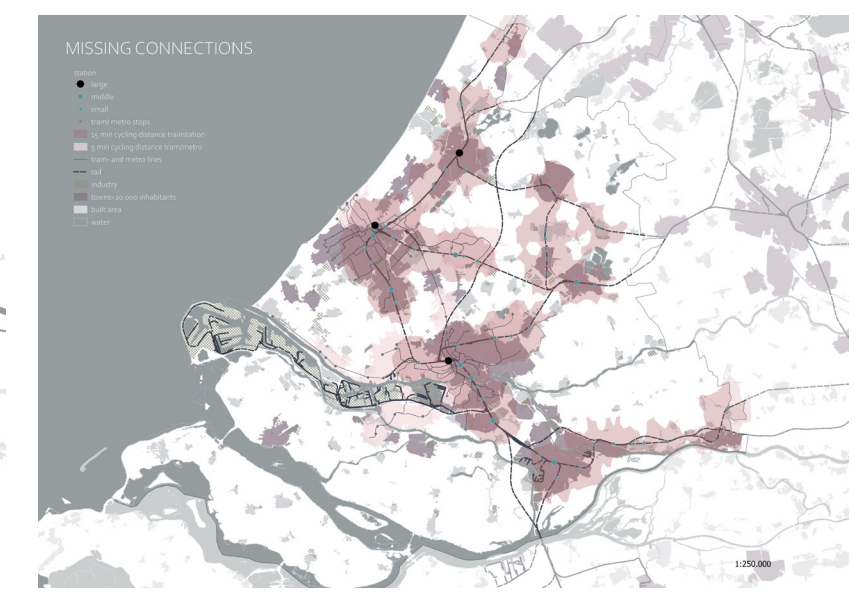 MISSING CONNECTIONS
station
large
middle
small
tram/ metro stops
15 min cycling distance trainstation
5 min cycling distance tram/metro
tram- and metro lines
rail
industry
towns>20.000 inhabitants
built area
water
1:250.000